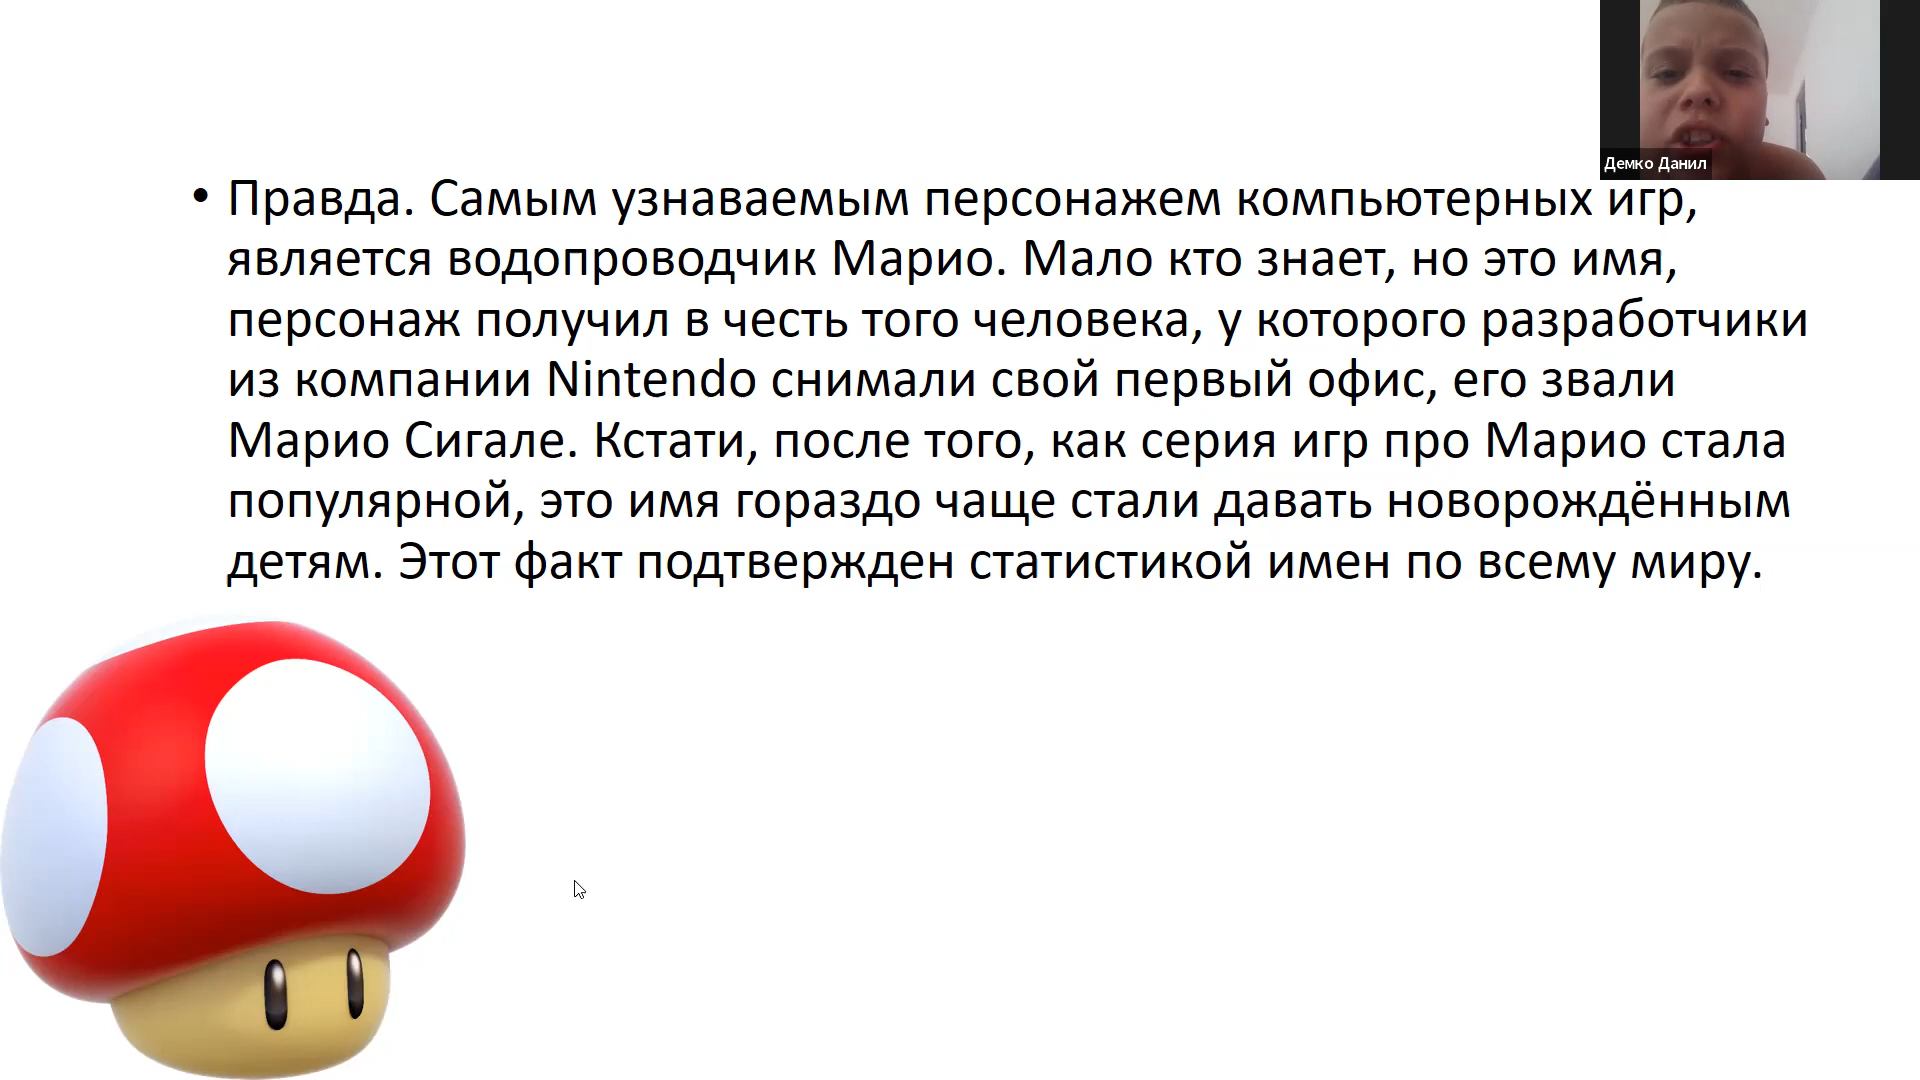 Демко Данил
• Правда. Самым узнаваемым персонажем компьютерных игр,
является водопроводчик Марио. Мало кто знает, но это имя,
персонаж получил в честь того человека, у которого разработчики
из компании Nintendo снимали свой первый офис, его звали
Марио Сигале. Кстати, после того, как серия игр про Марио стала
популярной, это имя гораздо чаще стали давать новорождённым
детям. Этот факт подтвержден статистикой имен по всему миру.